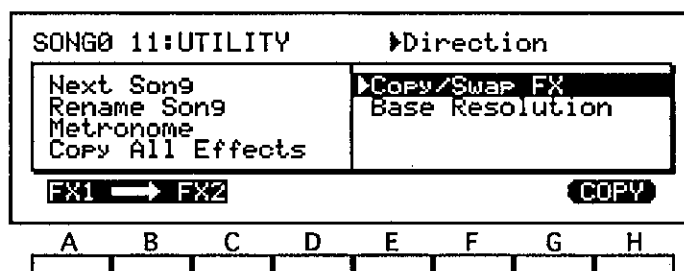 SONG0 11:UTILITY Direction
Next Song
Rename Song
Metronome
Copy All Effects
Copy/Swap FX
Base Resolution
FX1 → FX2 COPY
A B C D E F G H